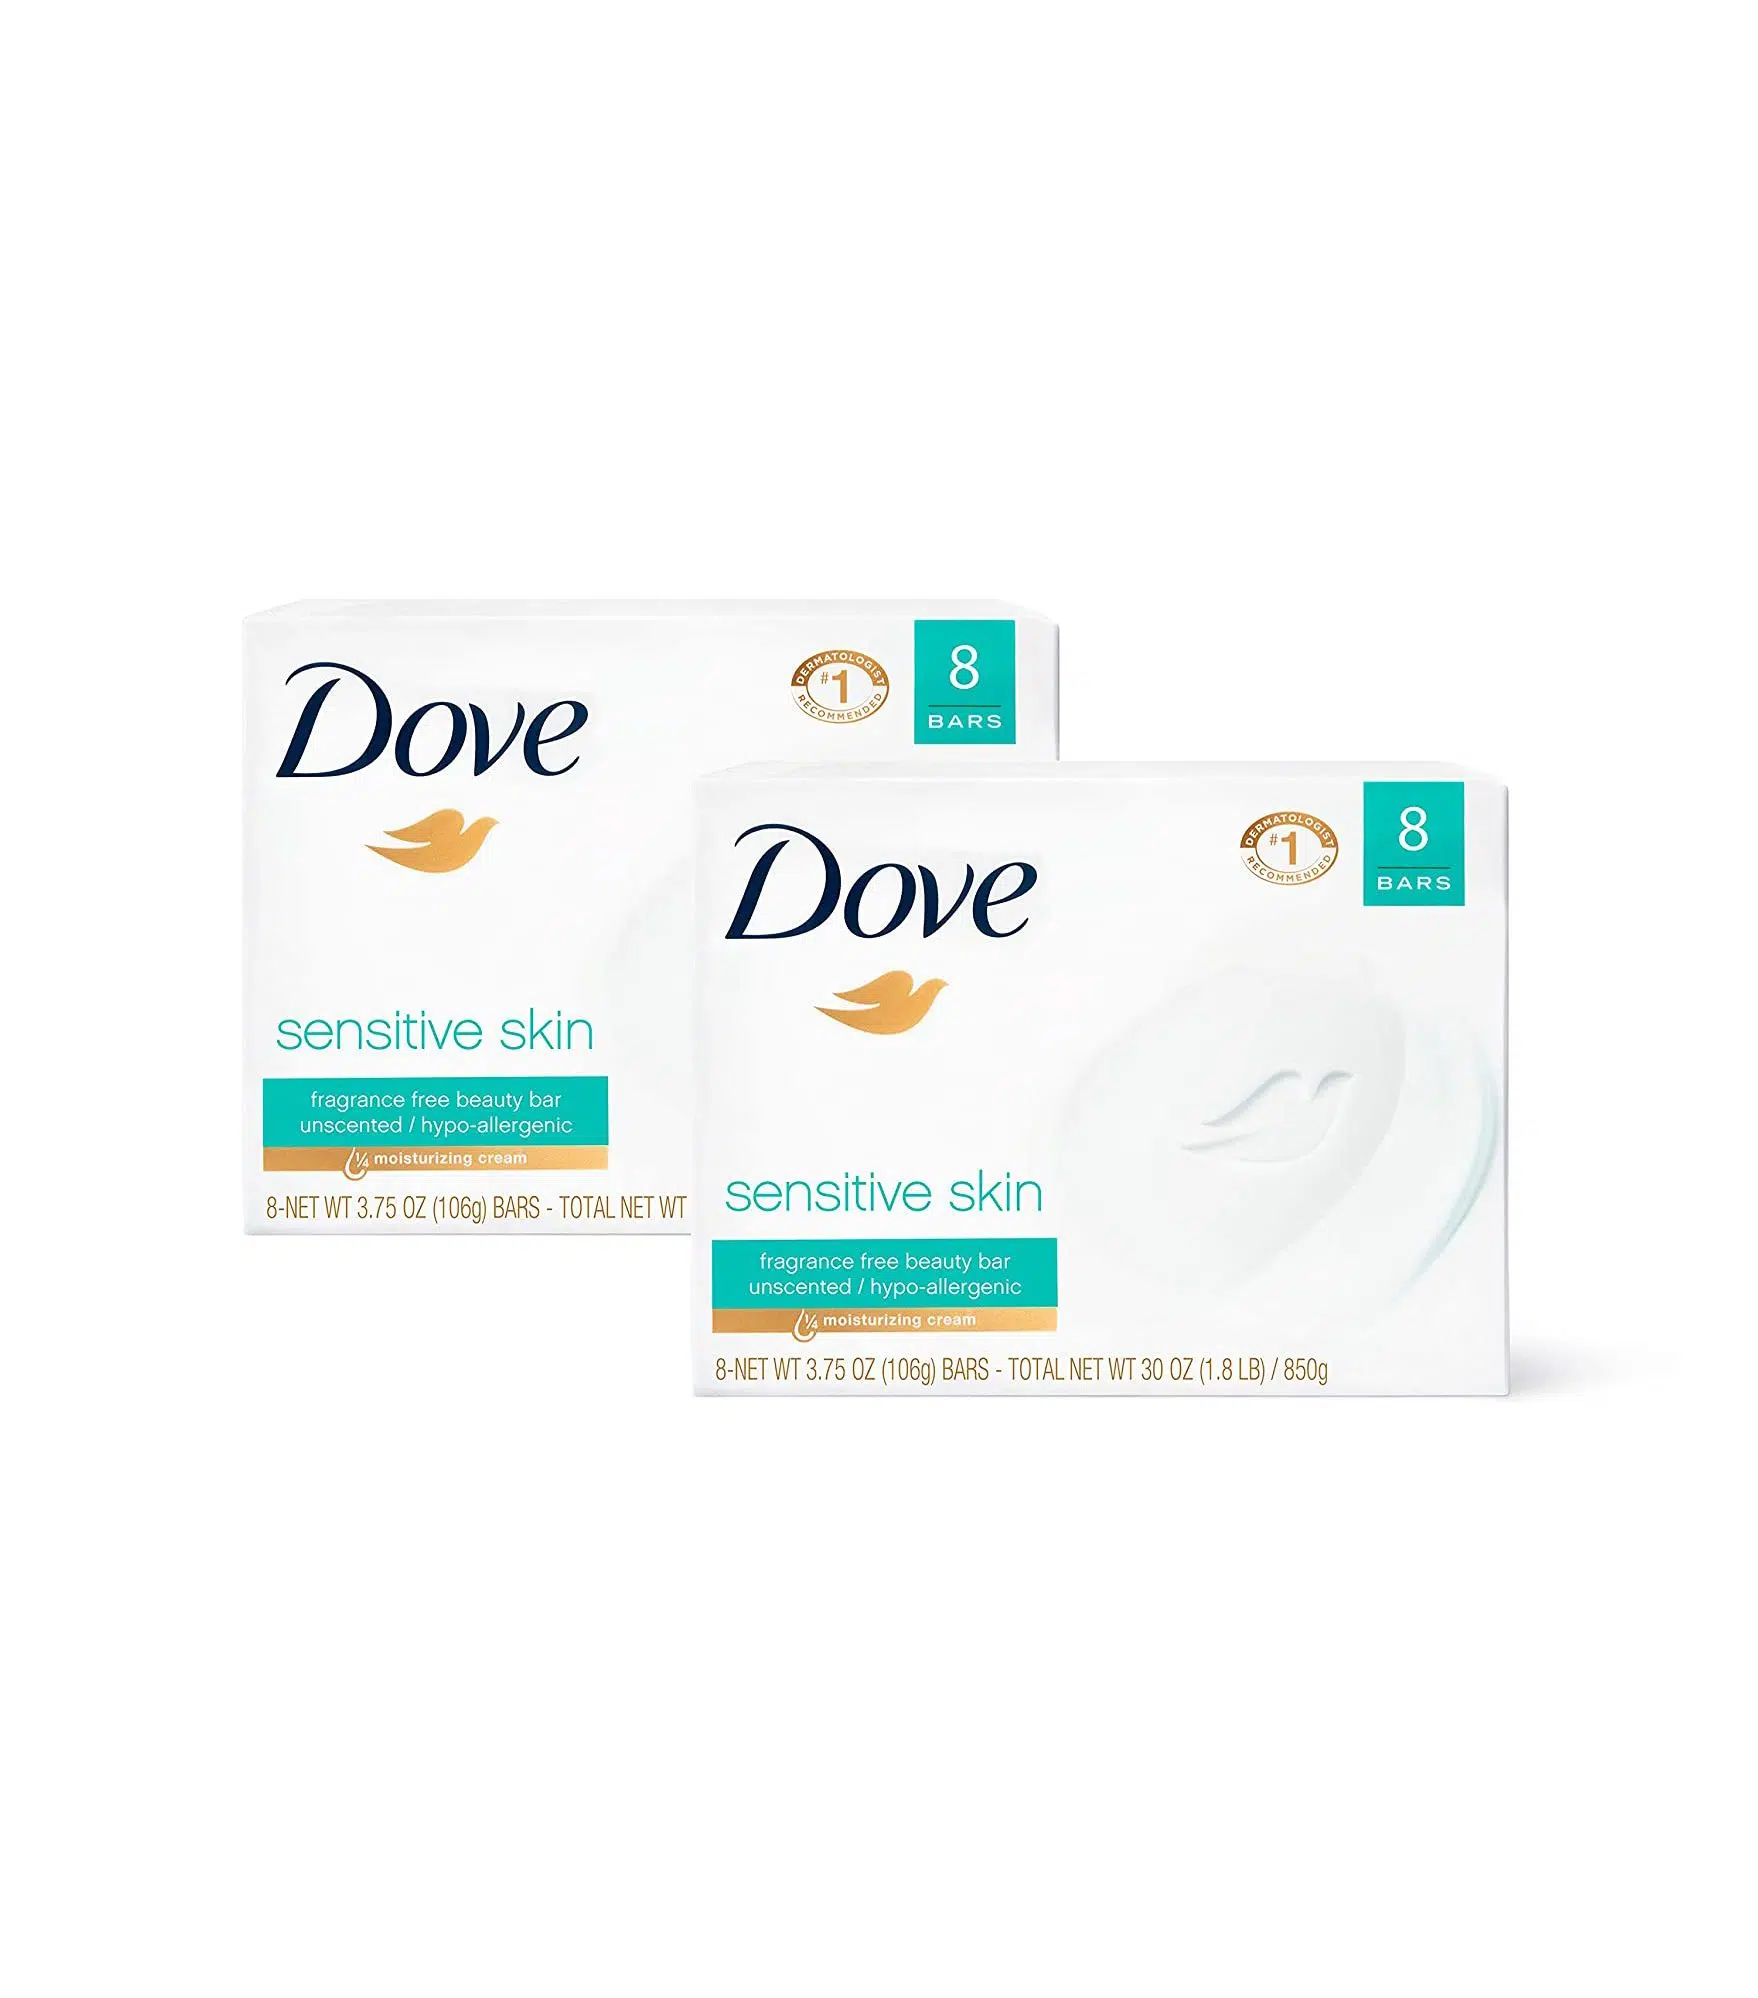 Dove
DERMATOLOGIST
#1
RECOMMENDED
8
BARS
sensitive skin
fragrance free beauty bar
unscented / hypo-allergenic
¼ moisturizing cream
8-NET WT 3.75 OZ (106g) BARS - TOTAL NET WT
Dove
DERMATOLOGIST
#1
RECOMMENDED
8
BARS
sensitive skin
fragrance free beauty bar
unscented / hypo-allergenic
¼ moisturizing cream
8-NET WT 3.75 OZ (106g) BARS - TOTAL NET WT 30 OZ (1.8 LB) / 850g